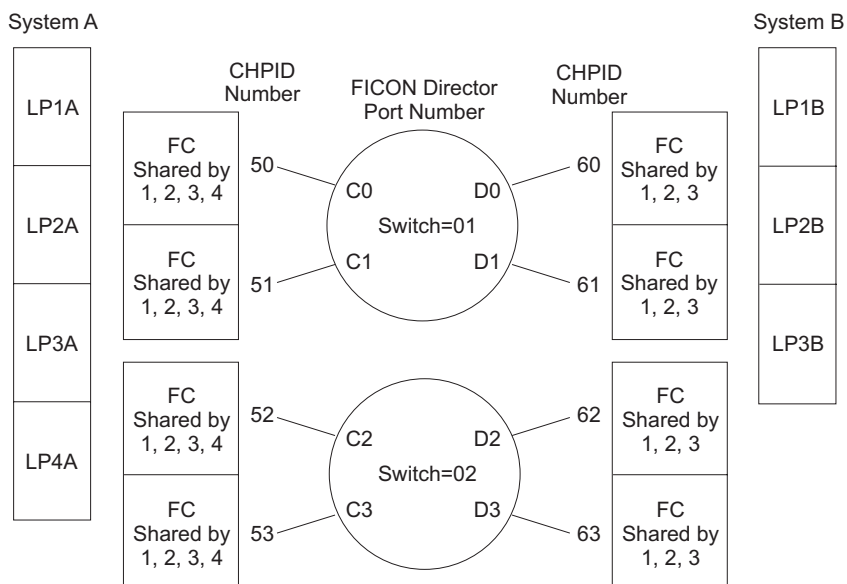 System A
System B
CHPID
Number
FICON Director
Port Number
CHPID
Number
LP1A
LP2A
LP3A
LP4A
FC
Shared by
1, 2, 3, 4
FC
Shared by
1, 2, 3, 4
50
51
C0
D0
Switch=01
C1
D1
60
61
FC
Shared by
1, 2, 3
FC
Shared by
1, 2, 3
LP1B
LP2B
LP3B
FC
Shared by
1, 2, 3, 4
FC
Shared by
1, 2, 3, 4
52
53
C2
D2
Switch=02
C3
D3
62
63
FC
Shared by
1, 2, 3
FC
Shared by
1, 2, 3